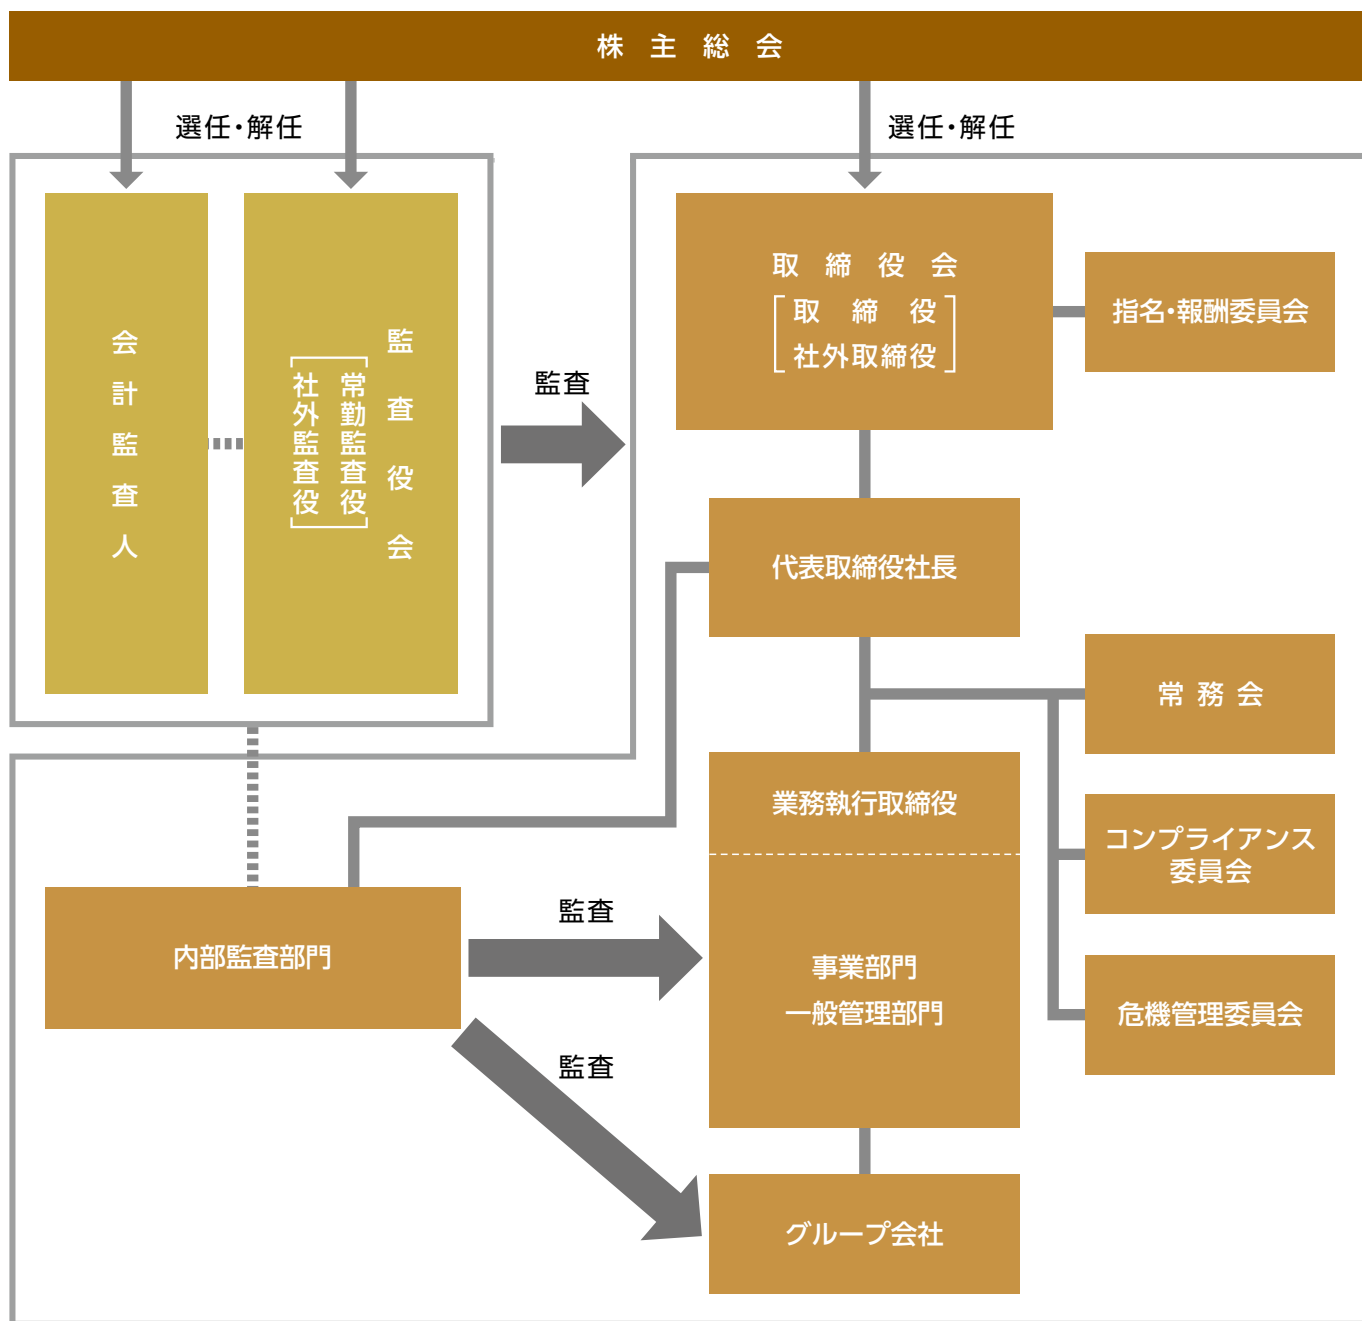 株主総会
選任・解任
選任・解任
会計監査人
監査役会
常勤監査役
社外監査役
監査
取締役会
取締役
社外取締役
指名・報酬委員会
代表取締役社長
常務会
業務執行取締役
コンプライアンス
委員会
内部監査部門
監査
事業部門
一般管理部門
危機管理委員会
監査
グループ会社